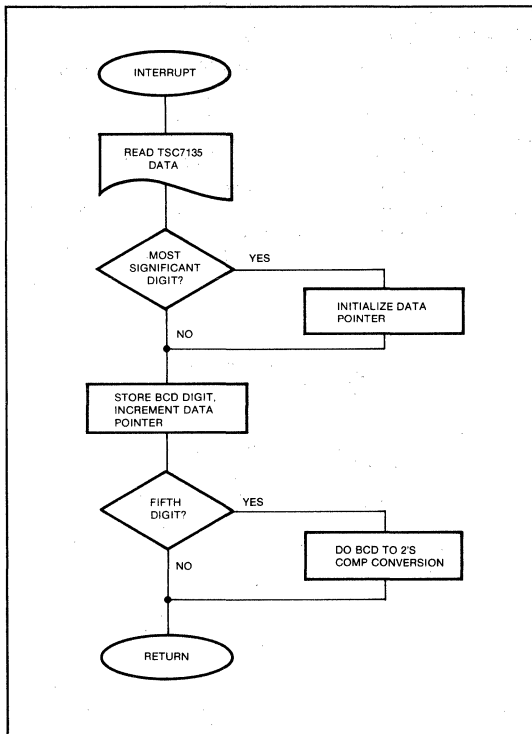 INTERRUPT
READ TSC7135
DATA
MOST
SIGNIFICANT
DIGIT?
YES
INITIALIZE DATA
POINTER
NO
STORE BCD DIGIT,
INCREMENT DATA
POINTER
FIFTH
DIGIT?
YES
DO BCD TO 2'S
COMP CONVERSION
NO
RETURN